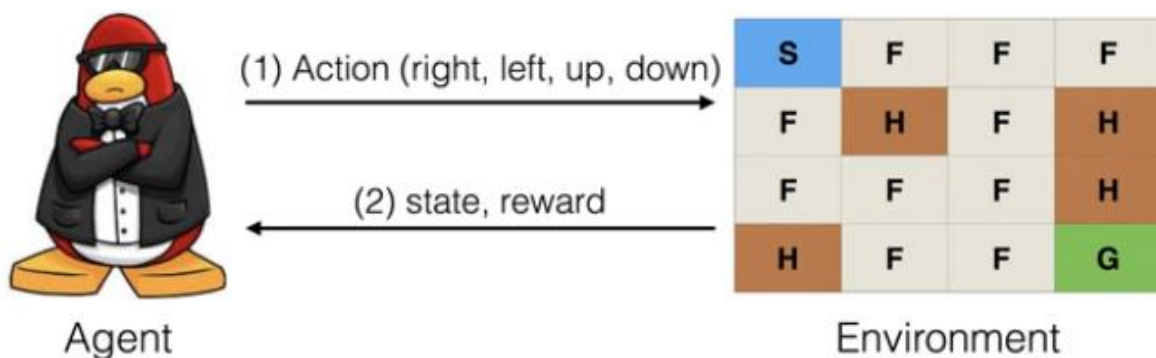 (1) Action (right, left, up, down)
(2) state, reward
Agent
S F F F
F H F H
F F F H
H F F G
Environment